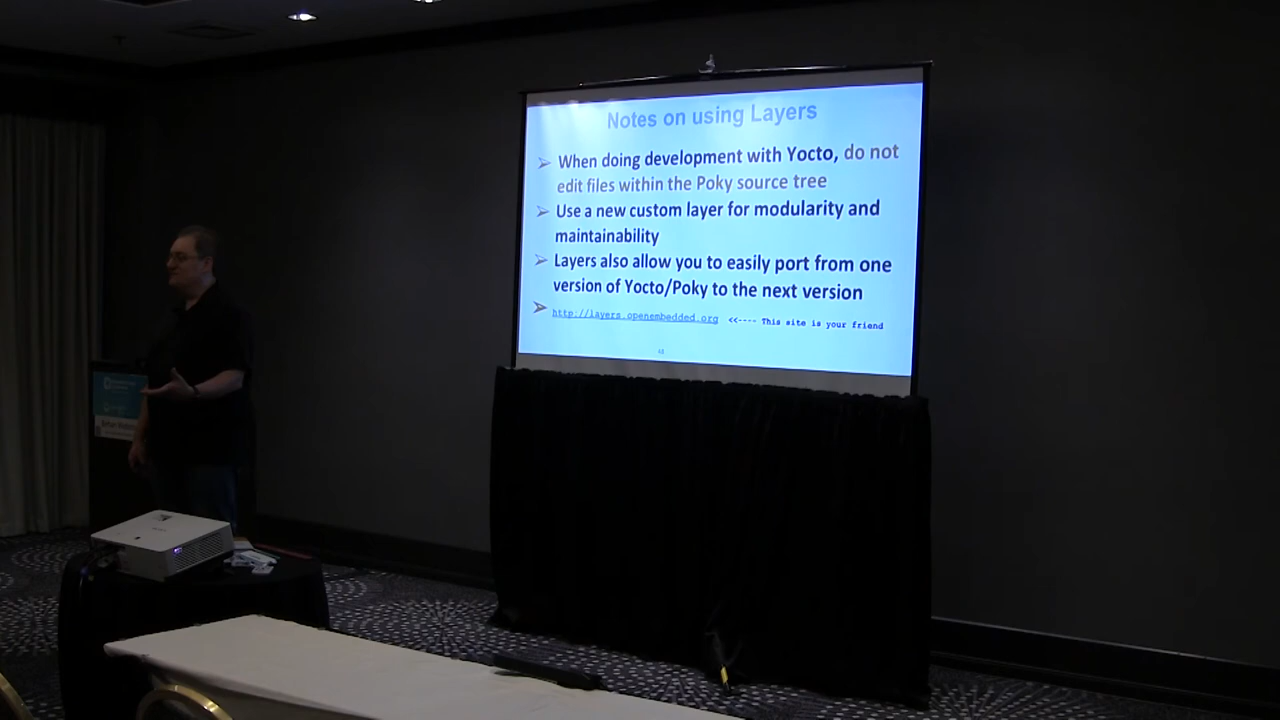 Notes on using Layers
➢ When doing development with Yocto, do not
edit files within the Poky source tree
➢ Use a new custom layer for modularity and
maintainability
➢ Layers also allow you to easily port from one
version of Yocto/Poky to the next version
➢ http://layers.openembedded.org <<---- This site is your friend